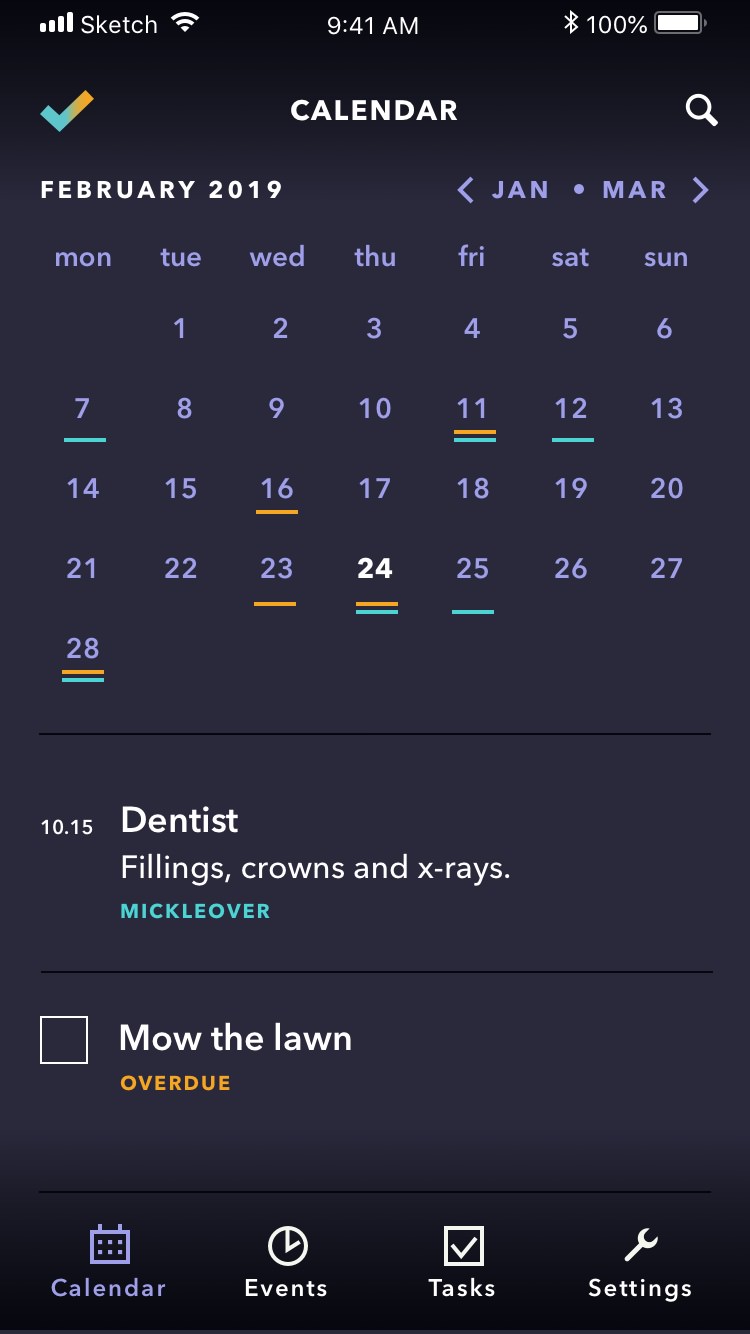 Sketch 9:41 AM 100%
CALENDAR
FEBRUARY 2019 JAN • MAR
mon tue wed thu fri sat sun
1 2 3 4 5 6
7 8 9 10 11 12 13
14 15 16 17 18 19 20
21 22 23 24 25 26 27
28
10.15 Dentist
Fillings, crowns and x-rays.
MICKLEOVER
Mow the lawn
OVERDUE
Calendar Events Tasks Settings